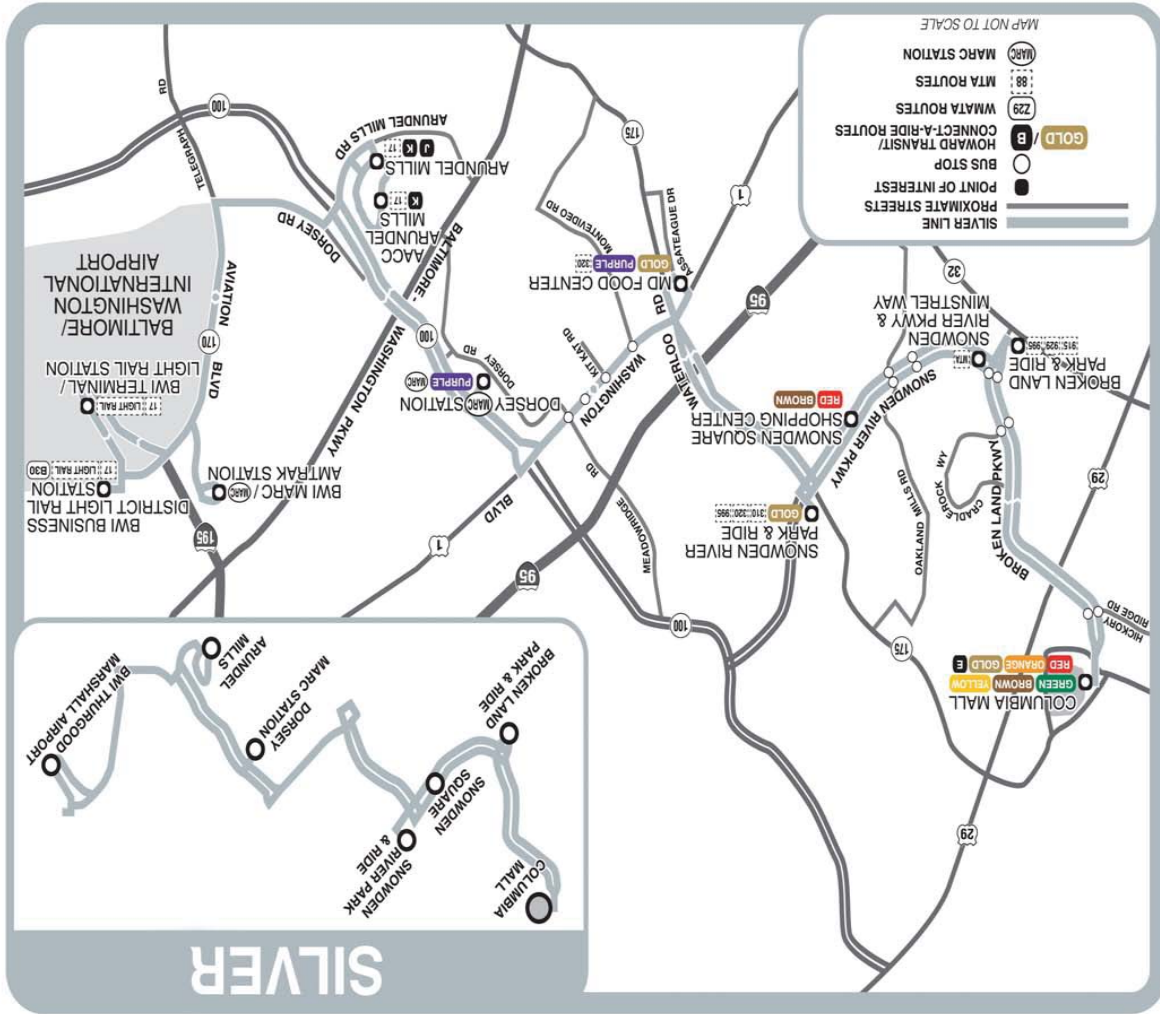 SILVER
COLUMBIA
MALL
SNOWDEN
RIVER PARK
& RIDE
SNOWDEN
SQUARE
BROKEN LAND
PARK & RIDE
DORSEY
MARC STATION
ARUNDEL
MILLS
BWI THURGOOD
MARSHALL AIRPORT
29
COLUMBIA MALL
GREEN BROWN YELLOW
RED ORANGE GOLD E
HICKORY
RIDGE RD
175
100
95
1
195
BROKEN LAND PKWY
CRADLEROCK WY
OAKLAND MILLS RD
29
SNOWDEN RIVER
PARK & RIDE
GOLD 310 320 995
MEADOWRIDGE
RD
BLVD
BWI MARC /
AMTRAK STATION
MARC
BWI BUSINESS
DISTRICT LIGHT RAIL
STATION
17 LIGHT RAIL B30
SNOWDEN SQUARE
SHOPPING CENTER
RED BROWN
SNOWDEN RIVER PKWY
BROKEN LAND
PARK & RIDE
915 929 995
SNOWDEN
RIVER PKWY &
MINSTREL WAY
MTA
32
WATERLOO
RD
WASHINGTON
KIT KAT RD
DORSEY MARC STATION
PURPLE MARC
DORSEY
RD
100
WASHINGTON PKWY
BALTIMORE-
BWI TERMINAL /
LIGHT RAIL STATION
17 LIGHT RAIL
170
AVIATION
BLVD
BALTIMORE/
WASHINGTON
INTERNATIONAL
AIRPORT
95
MD FOOD CENTER
GOLD PURPLE 320
ASSATEAGUE DR
MONTEVIDEO RD
1
175
AACC
ARUNDEL
MILLS
K 17
ARUNDEL MILLS
J K 17
ARUNDEL MILLS RD
DORSEY RD
100
TELEGRAPH
RD
SILVER LINE
PROXIMATE STREETS
POINT OF INTEREST
BUS STOP
GOLD / B HOWARD TRANSIT/
CONNECT-A-RIDE ROUTES
Z29 WMATA ROUTES
88 MTA ROUTES
MARC MARC STATION
MAP NOT TO SCALE